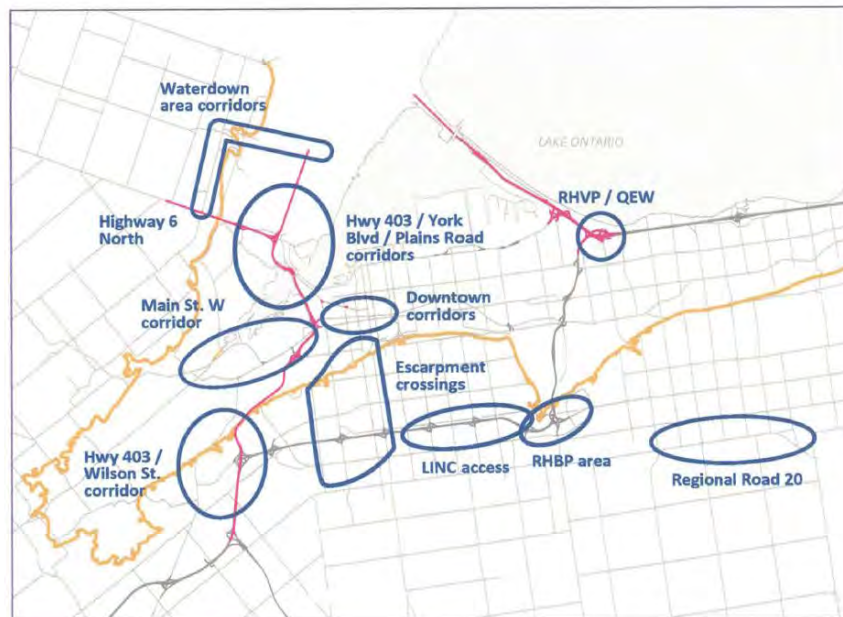 Waterdown
area corridors
LAKE ONTARIO
RHVP / QEW
Highway 6
North
Hwy 403 / York
Blvd / Plains Road
corridors
Main St. W
corridor
Downtown
corridors
Escarpment
crossings
Hwy 403 /
Wilson St.
corridor
LINC access
RHBP area
Regional Road 20